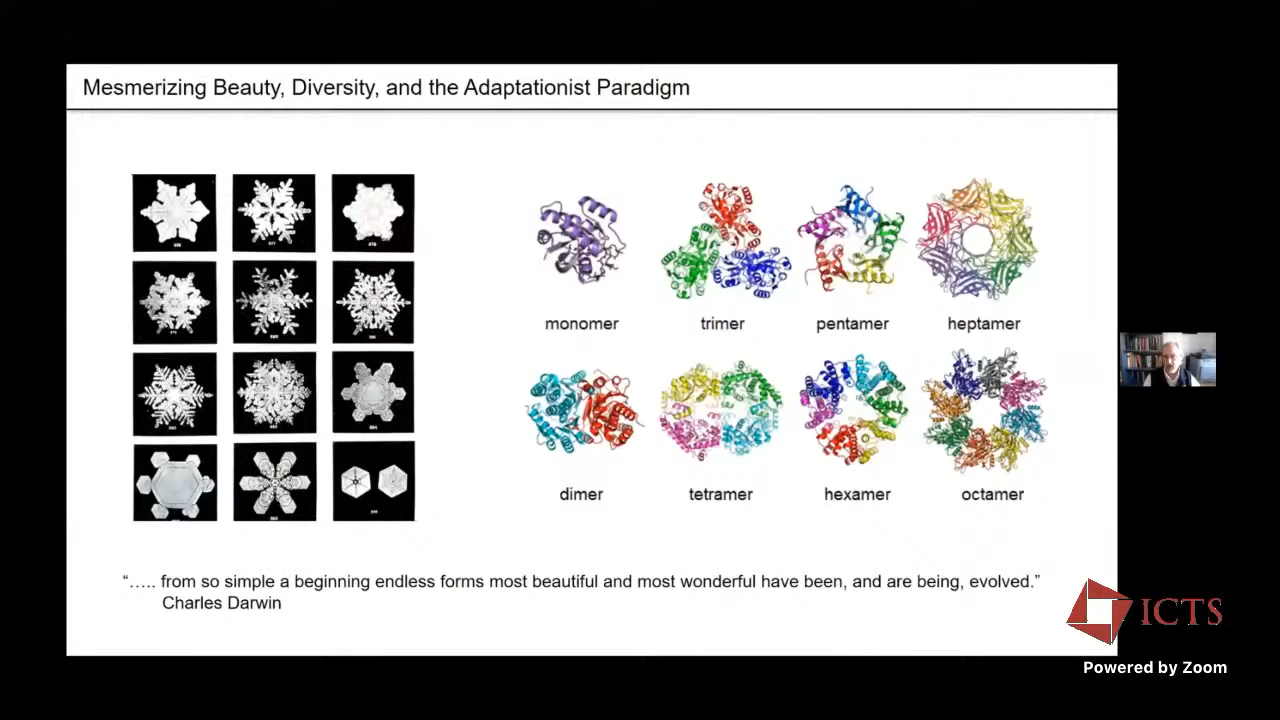 Mesmerizing Beauty, Diversity, and the Adaptationist Paradigm
monomer
trimer
pentamer
heptamer
dimer
tetramer
hexamer
octamer
“….. from so simple a beginning endless forms most beautiful and most wonderful have been, and are being, evolved.”
Charles Darwin
ICTS
Powered by Zoom